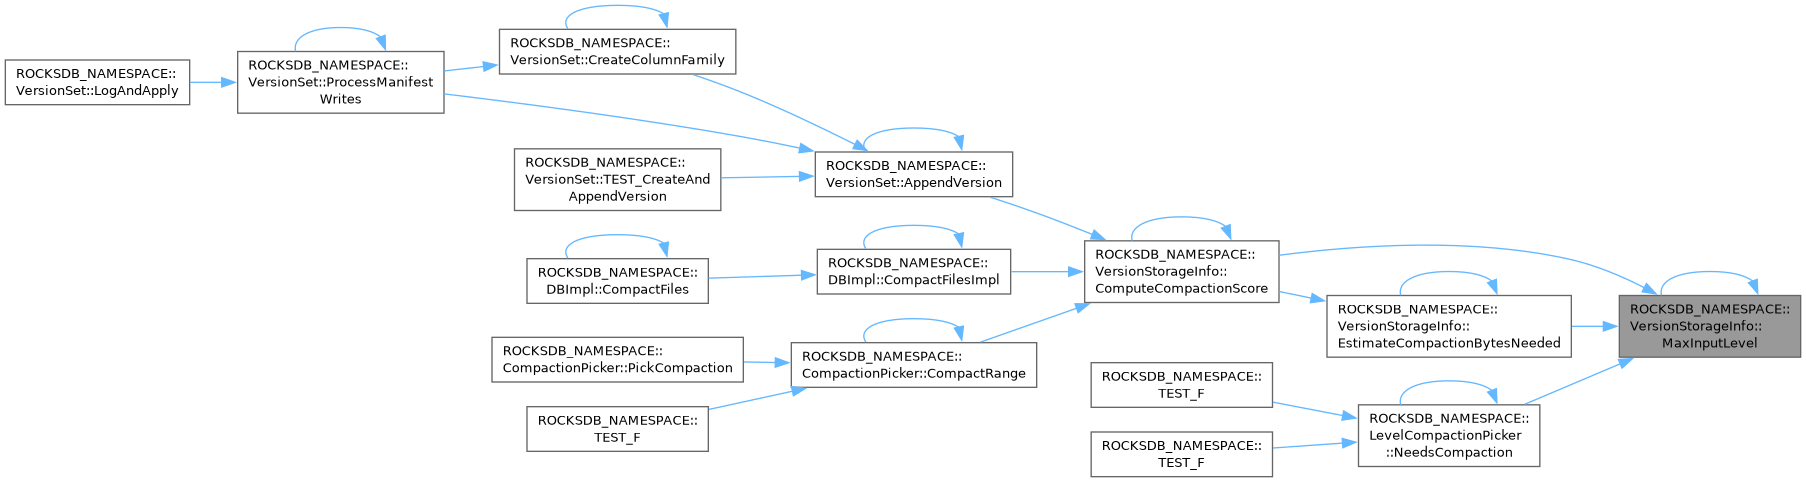 ROCKSDB_NAMESPACE::
VersionSet::LogAndApply
ROCKSDB_NAMESPACE::
VersionSet::ProcessManifest
Writes
ROCKSDB_NAMESPACE::
VersionSet::CreateColumnFamily
ROCKSDB_NAMESPACE::
VersionSet::TEST_CreateAnd
AppendVersion
ROCKSDB_NAMESPACE::
VersionSet::AppendVersion
ROCKSDB_NAMESPACE::
DBImpl::CompactFiles
ROCKSDB_NAMESPACE::
DBImpl::CompactFilesImpl
ROCKSDB_NAMESPACE::
VersionStorageInfo::
ComputeCompactionScore
ROCKSDB_NAMESPACE::
VersionStorageInfo::
EstimateCompactionBytesNeeded
ROCKSDB_NAMESPACE::
VersionStorageInfo::
MaxInputLevel
ROCKSDB_NAMESPACE::
CompactionPicker::PickCompaction
ROCKSDB_NAMESPACE::
CompactionPicker::CompactRange
ROCKSDB_NAMESPACE::
TEST_F
ROCKSDB_NAMESPACE::
TEST_F
ROCKSDB_NAMESPACE::
TEST_F
ROCKSDB_NAMESPACE::
LevelCompactionPicker
::NeedsCompaction